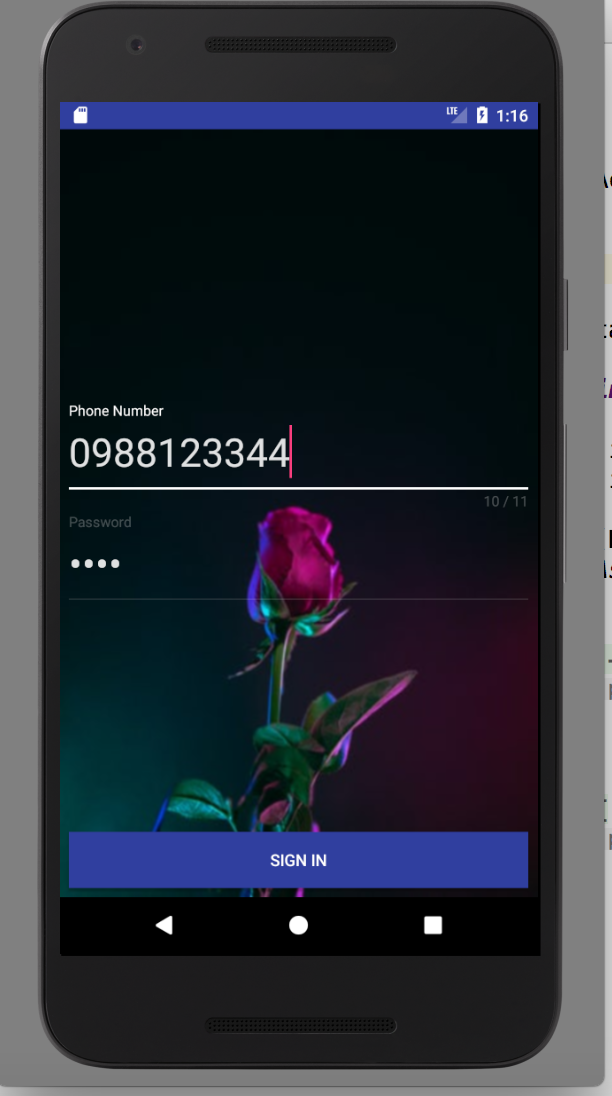 LTE 1:16
Phone Number
0988123344
10 / 11
Password
••••
SIGN IN